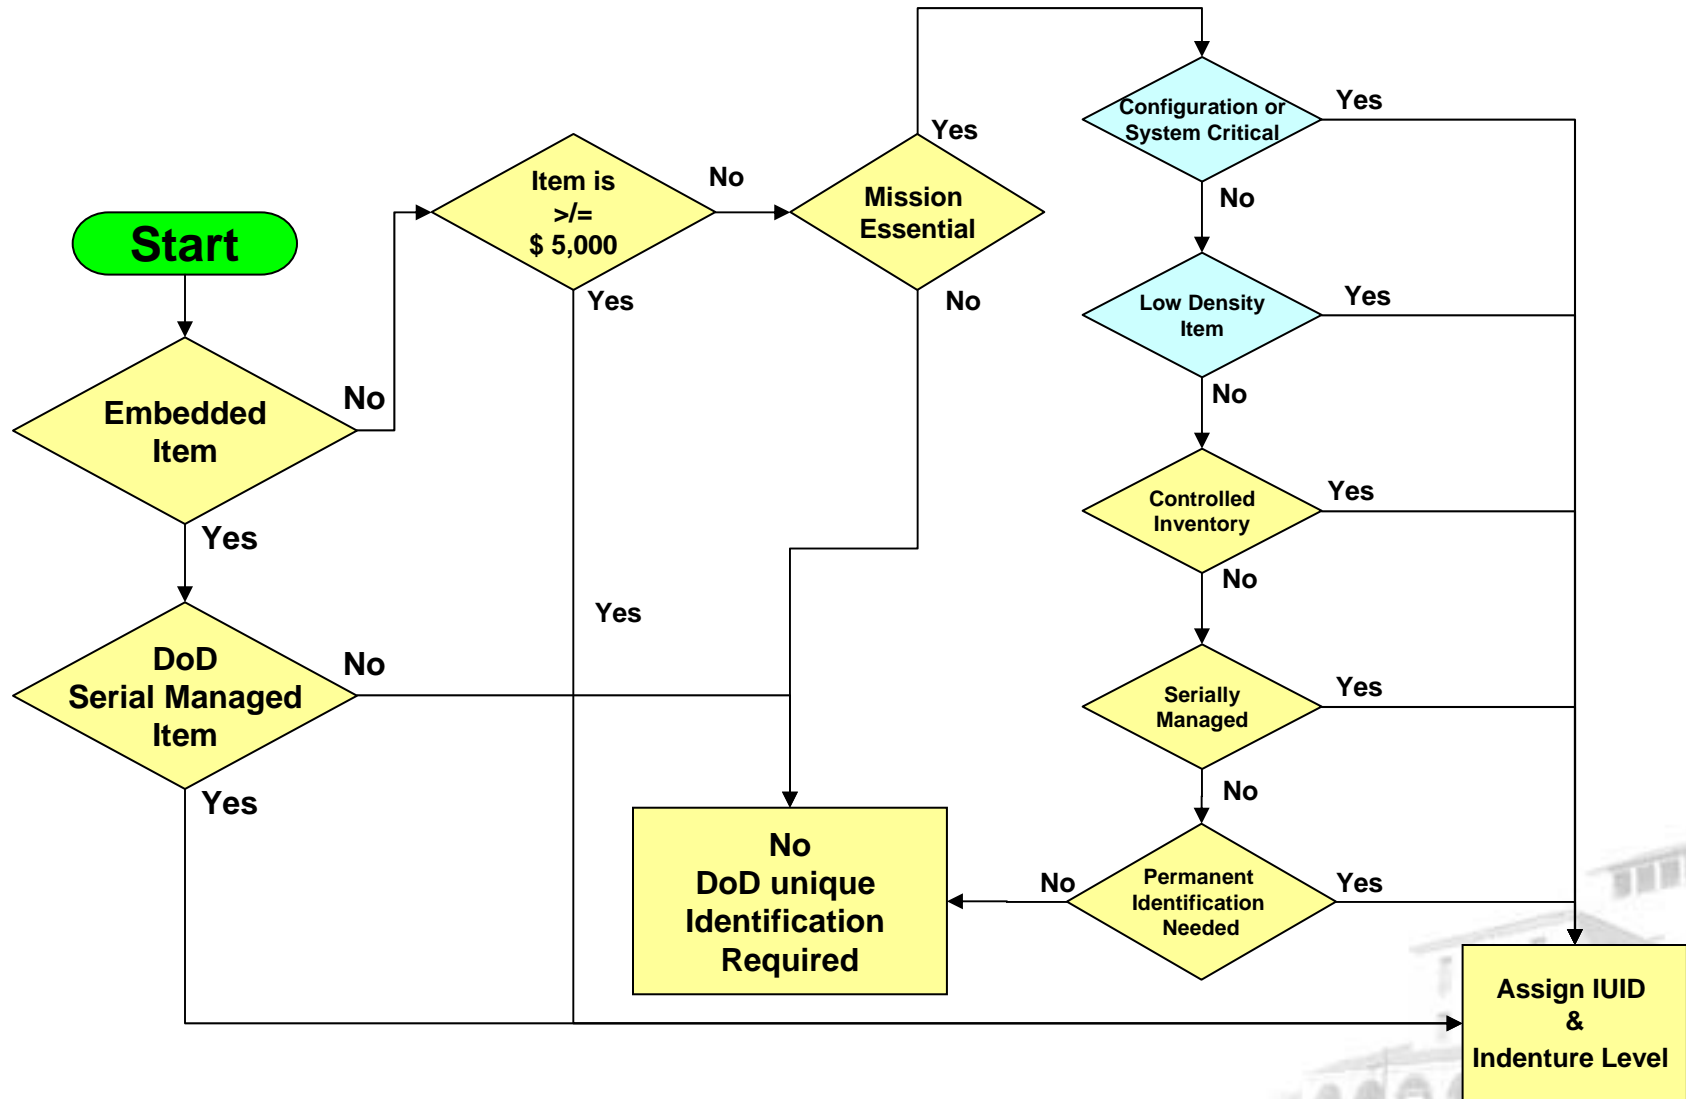 Start
Embedded
Item
No
Yes
DoD
Serial Managed
Item
No
Yes
Item is
>/=
$ 5,000
No
Yes
Yes
Mission
Essential
Yes
No
Configuration or
System Critical
Yes
No
Low Density
Item
Yes
No
Controlled
Inventory
Yes
No
Serially
Managed
Yes
No
Permanent
Identification
Needed
No
Yes
No
DoD unique
Identification
Required
Assign IUID
&
Indenture Level